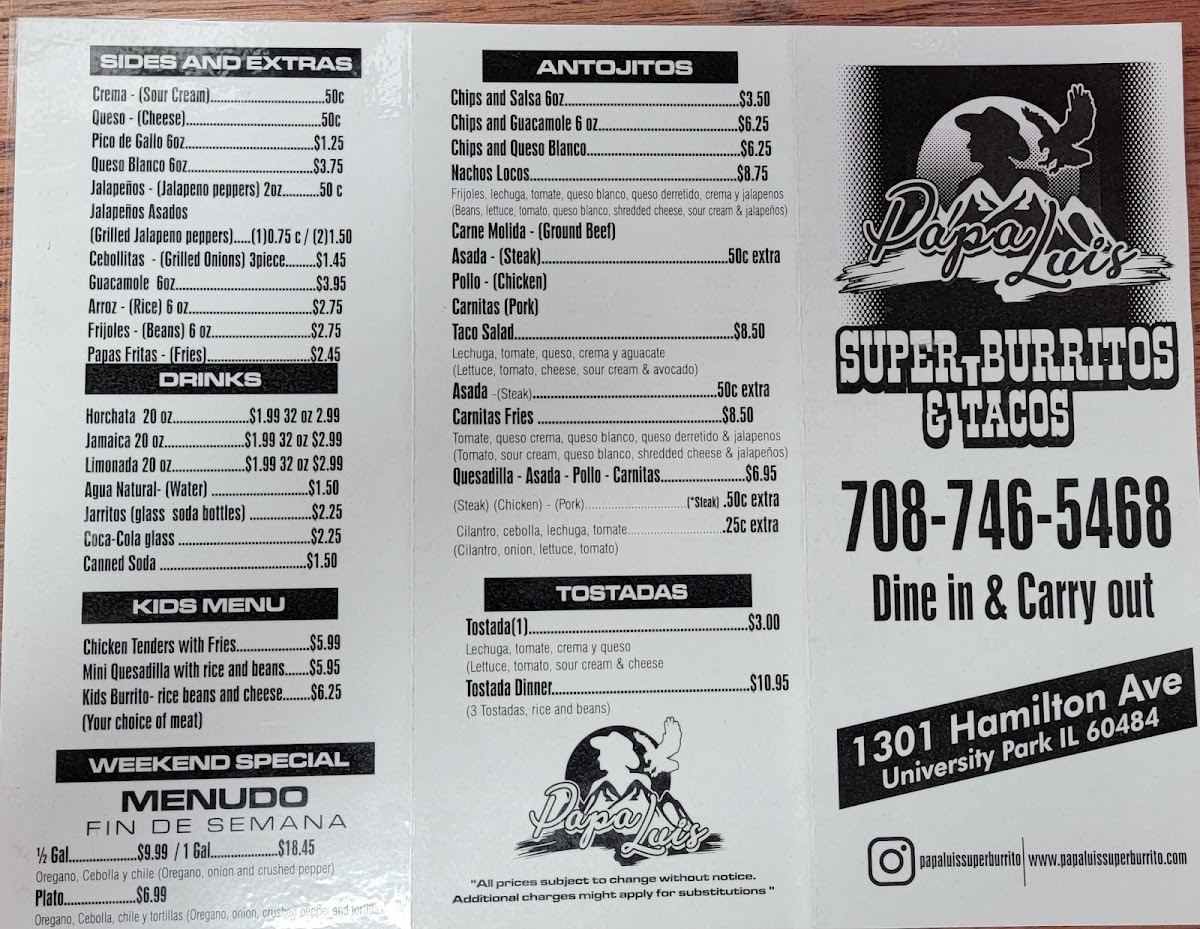 SIDES AND EXTRAS
Crema - (Sour Cream)..............................50c
Queso - (Cheese)...................................50c
Pico de Gallo 6oz.................................$1.25
Queso Blanco 6oz.................................$3.75
Jalapeños - (Jalapeno peppers) 2oz.........50 c
Jalapeños Asados
(Grilled Jalapeno peppers).....(1)0.75 c / (2)1.50
Cebollitas - (Grilled Onions) 3piece........$1.45
Guacamole 6oz.....................................$3.95
Arroz - (Rice) 6 oz.................................$2.75
Frijoles - (Beans) 6 oz...........................$2.75
Papas Fritas - (Fries)............................$2.45
DRINKS
Horchata 20 oz....................$1.99 32 oz 2.99
Jamaica 20 oz.....................$1.99 32 oz $2.99
Limonada 20 oz...................$1.99 32 oz $2.99
Agua Natural- (Water) .........................$1.50
Jarritos (glass soda bottles) ................$2.25
Coca-Cola glass ..................................$2.25
Canned Soda ......................................$1.50
KIDS MENU
Chicken Tenders with Fries...................$5.99
Mini Quesadilla with rice and beans......$5.95
Kids Burrito- rice beans and cheese.......$6.25
(Your choice of meat)
WEEKEND SPECIAL
MENUDO
FIN DE SEMANA
½ Gal..................$9.99 / 1 Gal..................$18.45
Oregano, Cebolla y chile (Oregano, onion and crushed pepper)
Plato...................$6.99
Oregano, Cebolla, chile y tortillas (Oregano, onion, crushed pepper and tortillas
ANTOJITOS
Chips and Salsa 6oz.............................................$3.50
Chips and Guacamole 6 oz....................................$6.25
Chips and Queso Blanco.......................................$6.25
Nachos Locos.....................................................$8.75
Frijoles, lechuga, tomate, queso blanco, queso derretido, crema y jalapenos
(Beans, lettuce, tomato, queso blanco, shredded cheese, sour cream & jalapeños)
Carne Molida - (Ground Beef)
Asada - (Steak)................................................50c extra
Pollo - (Chicken)
Carnitas (Pork)
Taco Salad.........................................................$8.50
Lechuga, tomate, queso, crema y aguacate
(Lettuce, tomato, cheese, sour cream & avocado)
Asada -(Steak)................................................50c extra
Carnitas Fries ................................................$8.50
Tomate, queso crema, queso blanco, queso derretido & jalapenos
(Tomato, sour cream, queso blanco, shredded cheese & jalapeños)
Quesadilla - Asada - Pollo - Carnitas......................$6.95
(Steak) (Chicken) - (Pork)..........................(*Steak) .50c extra
Cilantro, cebolla, lechuga, tomate.........................25c extra
(Cilantro, onion, lettuce, tomato)
TOSTADAS
Tostada(1)........................................................$3.00
Lechuga, tomate, crema y queso
(Lettuce, tomato, sour cream & cheese
Tostada Dinner..................................................$10.95
(3 Tostadas, rice and beans)
Papa Luis
"All prices subject to change without notice.
Additional charges might apply for substitutions "
Papa Luis
SUPER BURRITOS
& TACOS
708-746-5468
Dine in & Carry out
1301 Hamilton Ave
University Park IL 60484
papaluissuperburrito | www.papaluissuperburrito.com